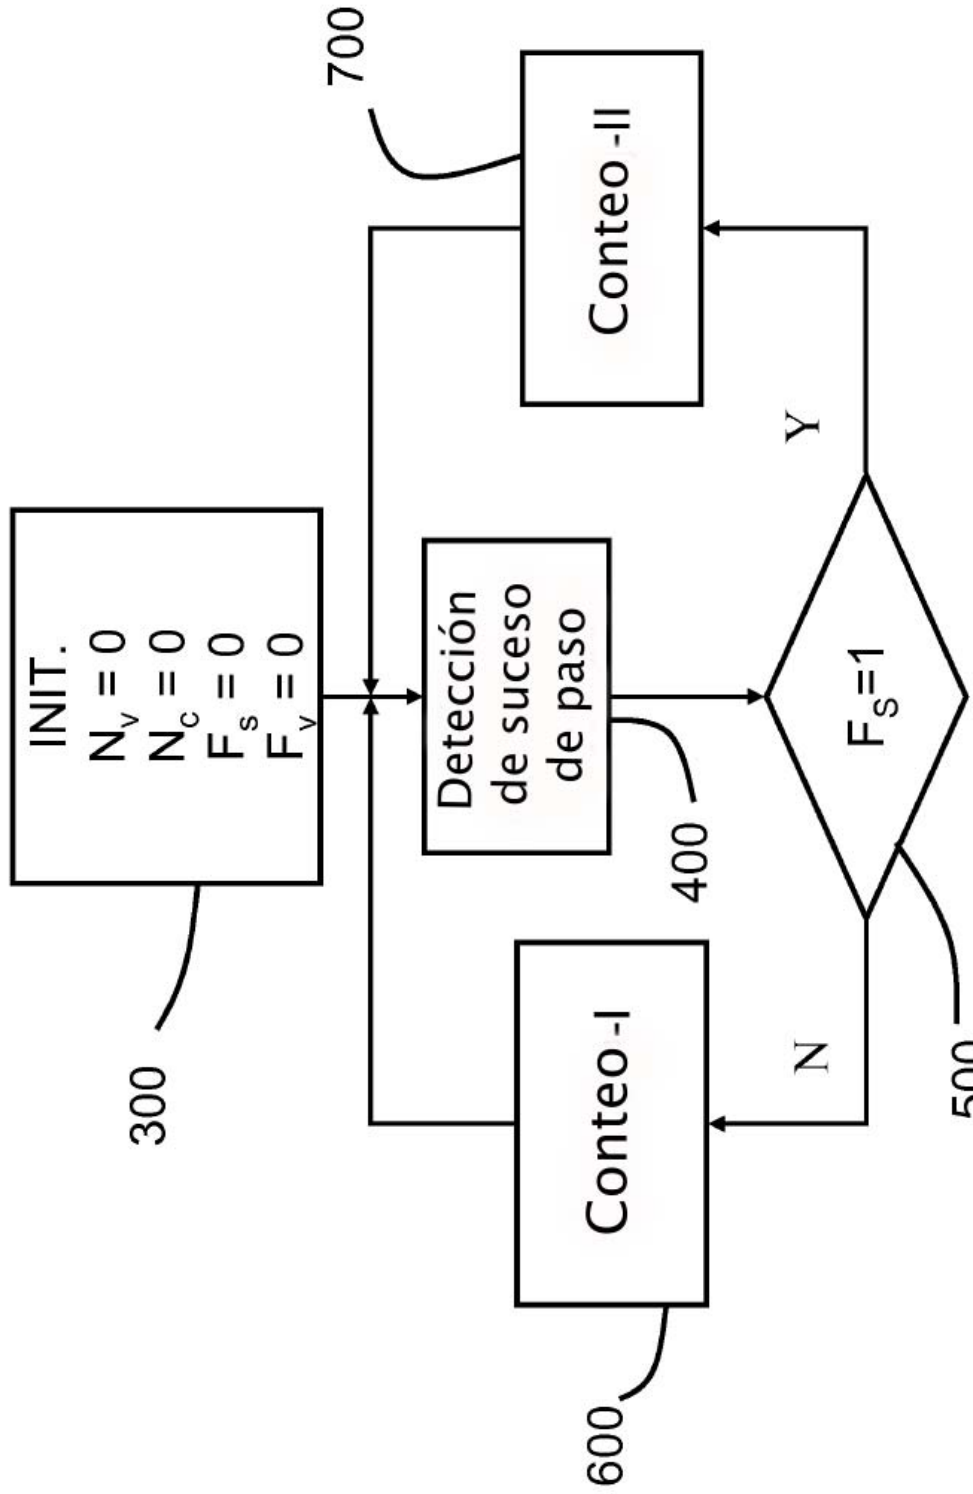 INIT.
N_v = 0
N_c = 0
F_s = 0
F_v = 0
300
700
Detección
de suceso
de paso
400
Conteo-I
600
Conteo-II
F_S=1
N
Y
500